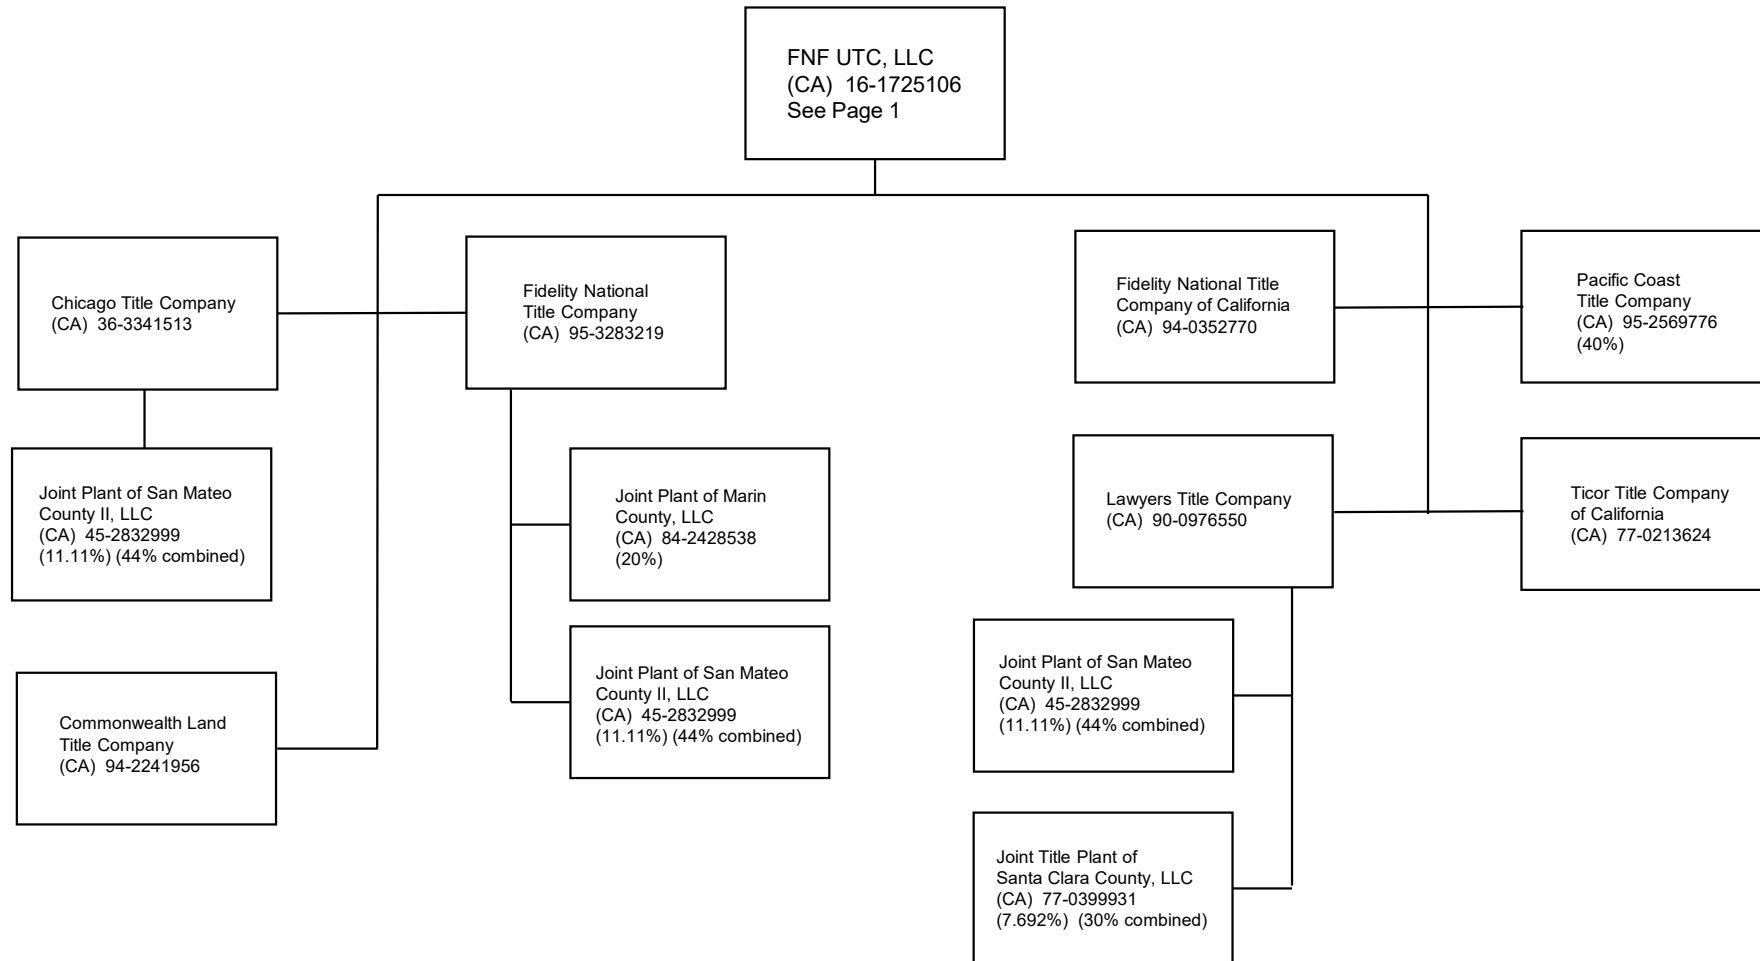 FNF UTC, LLC
(CA) 16-1725106
See Page 1
Chicago Title Company
(CA) 36-3341513
Fidelity National
Title Company
(CA) 95-3283219
Fidelity National Title
Company of California
(CA) 94-0352770
Pacific Coast
Title Company
(CA) 95-2569776
(40%)
Joint Plant of San Mateo
County II, LLC
(CA) 45-2832999
(11.11%) (44% combined)
Joint Plant of Marin
County, LLC
(CA) 84-2428538
(20%)
Lawyers Title Company
(CA) 90-0976550
Ticor Title Company
of California
(CA) 77-0213624
Commonwealth Land
Title Company
(CA) 94-2241956
Joint Plant of San Mateo
County II, LLC
(CA) 45-2832999
(11.11%) (44% combined)
Joint Plant of San Mateo
County II, LLC
(CA) 45-2832999
(11.11%) (44% combined)
Joint Title Plant of
Santa Clara County, LLC
(CA) 77-0399931
(7.692%) (30% combined)